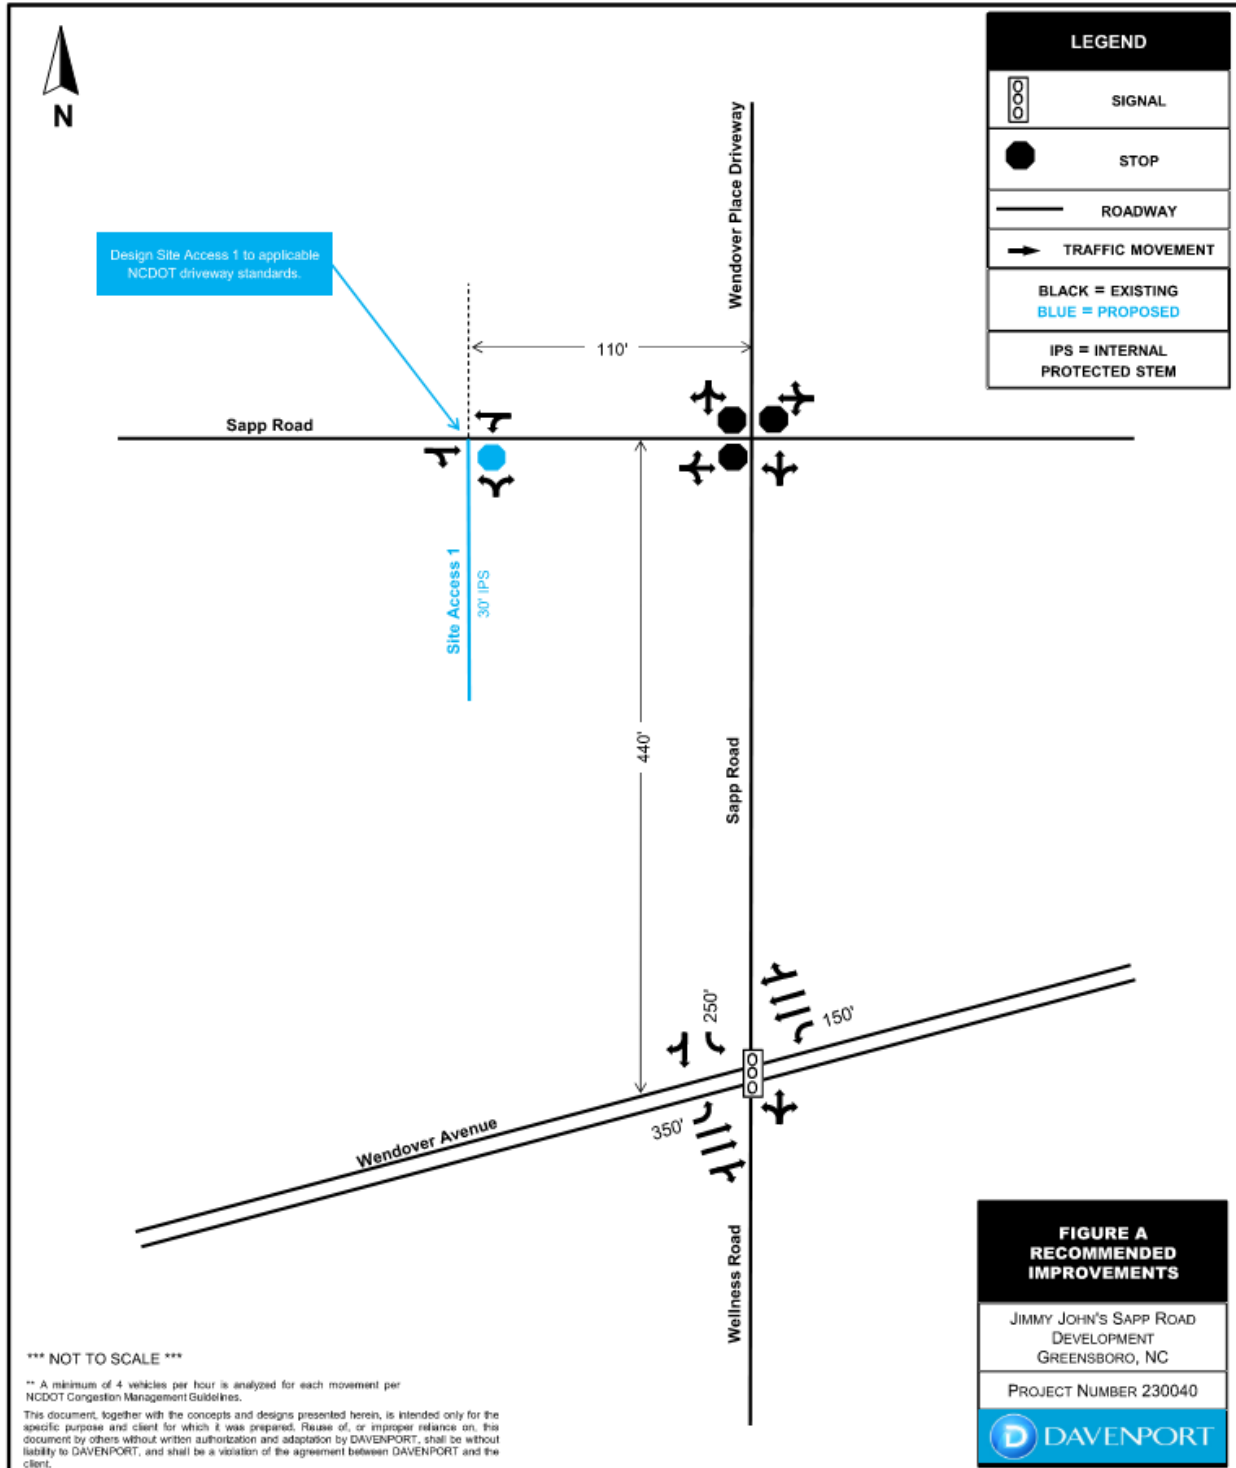 N
LEGEND
SIGNAL
STOP
ROADWAY
TRAFFIC MOVEMENT
BLACK = EXISTING
BLUE = PROPOSED
IPS = INTERNAL
PROTECTED STEM
Wendover Place Driveway
Design Site Access 1 to applicable
NCDOT driveway standards.
110'
Sapp Road
Site Access 1
30' IPS
440'
Sapp Road
250'
150'
350'
Wendover Avenue
Wellness Road
FIGURE A
RECOMMENDED
IMPROVEMENTS
JIMMY JOHN'S SAPP ROAD
DEVELOPMENT
GREENSBORO, NC
PROJECT NUMBER 230040
D DAVENPORT
*** NOT TO SCALE ***
** A minimum of 4 vehicles per hour is analyzed for each movement per
NCDOT Congestion Management Guidelines.
This document, together with the concepts and designs presented herein, is intended only for the
specific purpose and client for which it was prepared. Reuse of, or improper reliance on, this
document by others without written authorization and adaptation by DAVENPORT, shall be without
liability to DAVENPORT, and shall be a violation of the agreement between DAVENPORT and the
client.